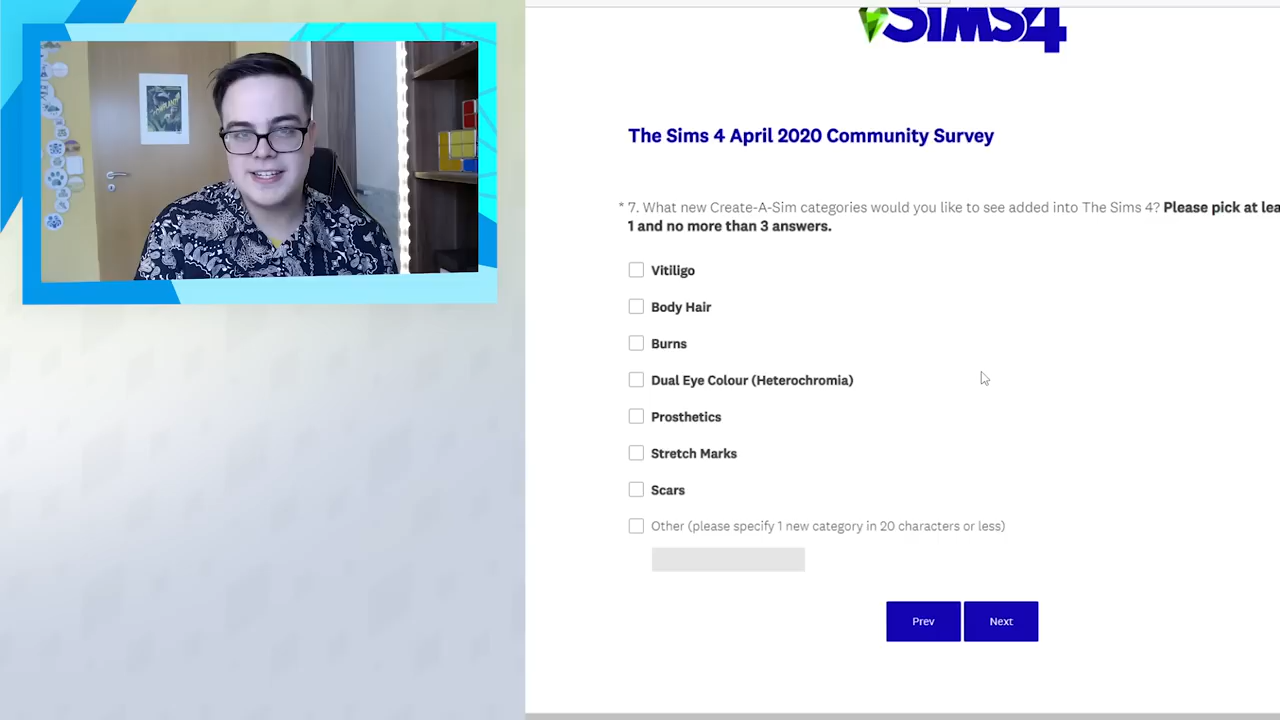 SIMS 4
The Sims 4 April 2020 Community Survey
* 7. What new Create-A-Sim categories would you like to see added into The Sims 4? Please pick at lea
1 and no more than 3 answers.
Vitiligo
Body Hair
Burns
Dual Eye Colour (Heterochromia)
Prosthetics
Stretch Marks
Scars
Other (please specify 1 new category in 20 characters or less)
Prev Next